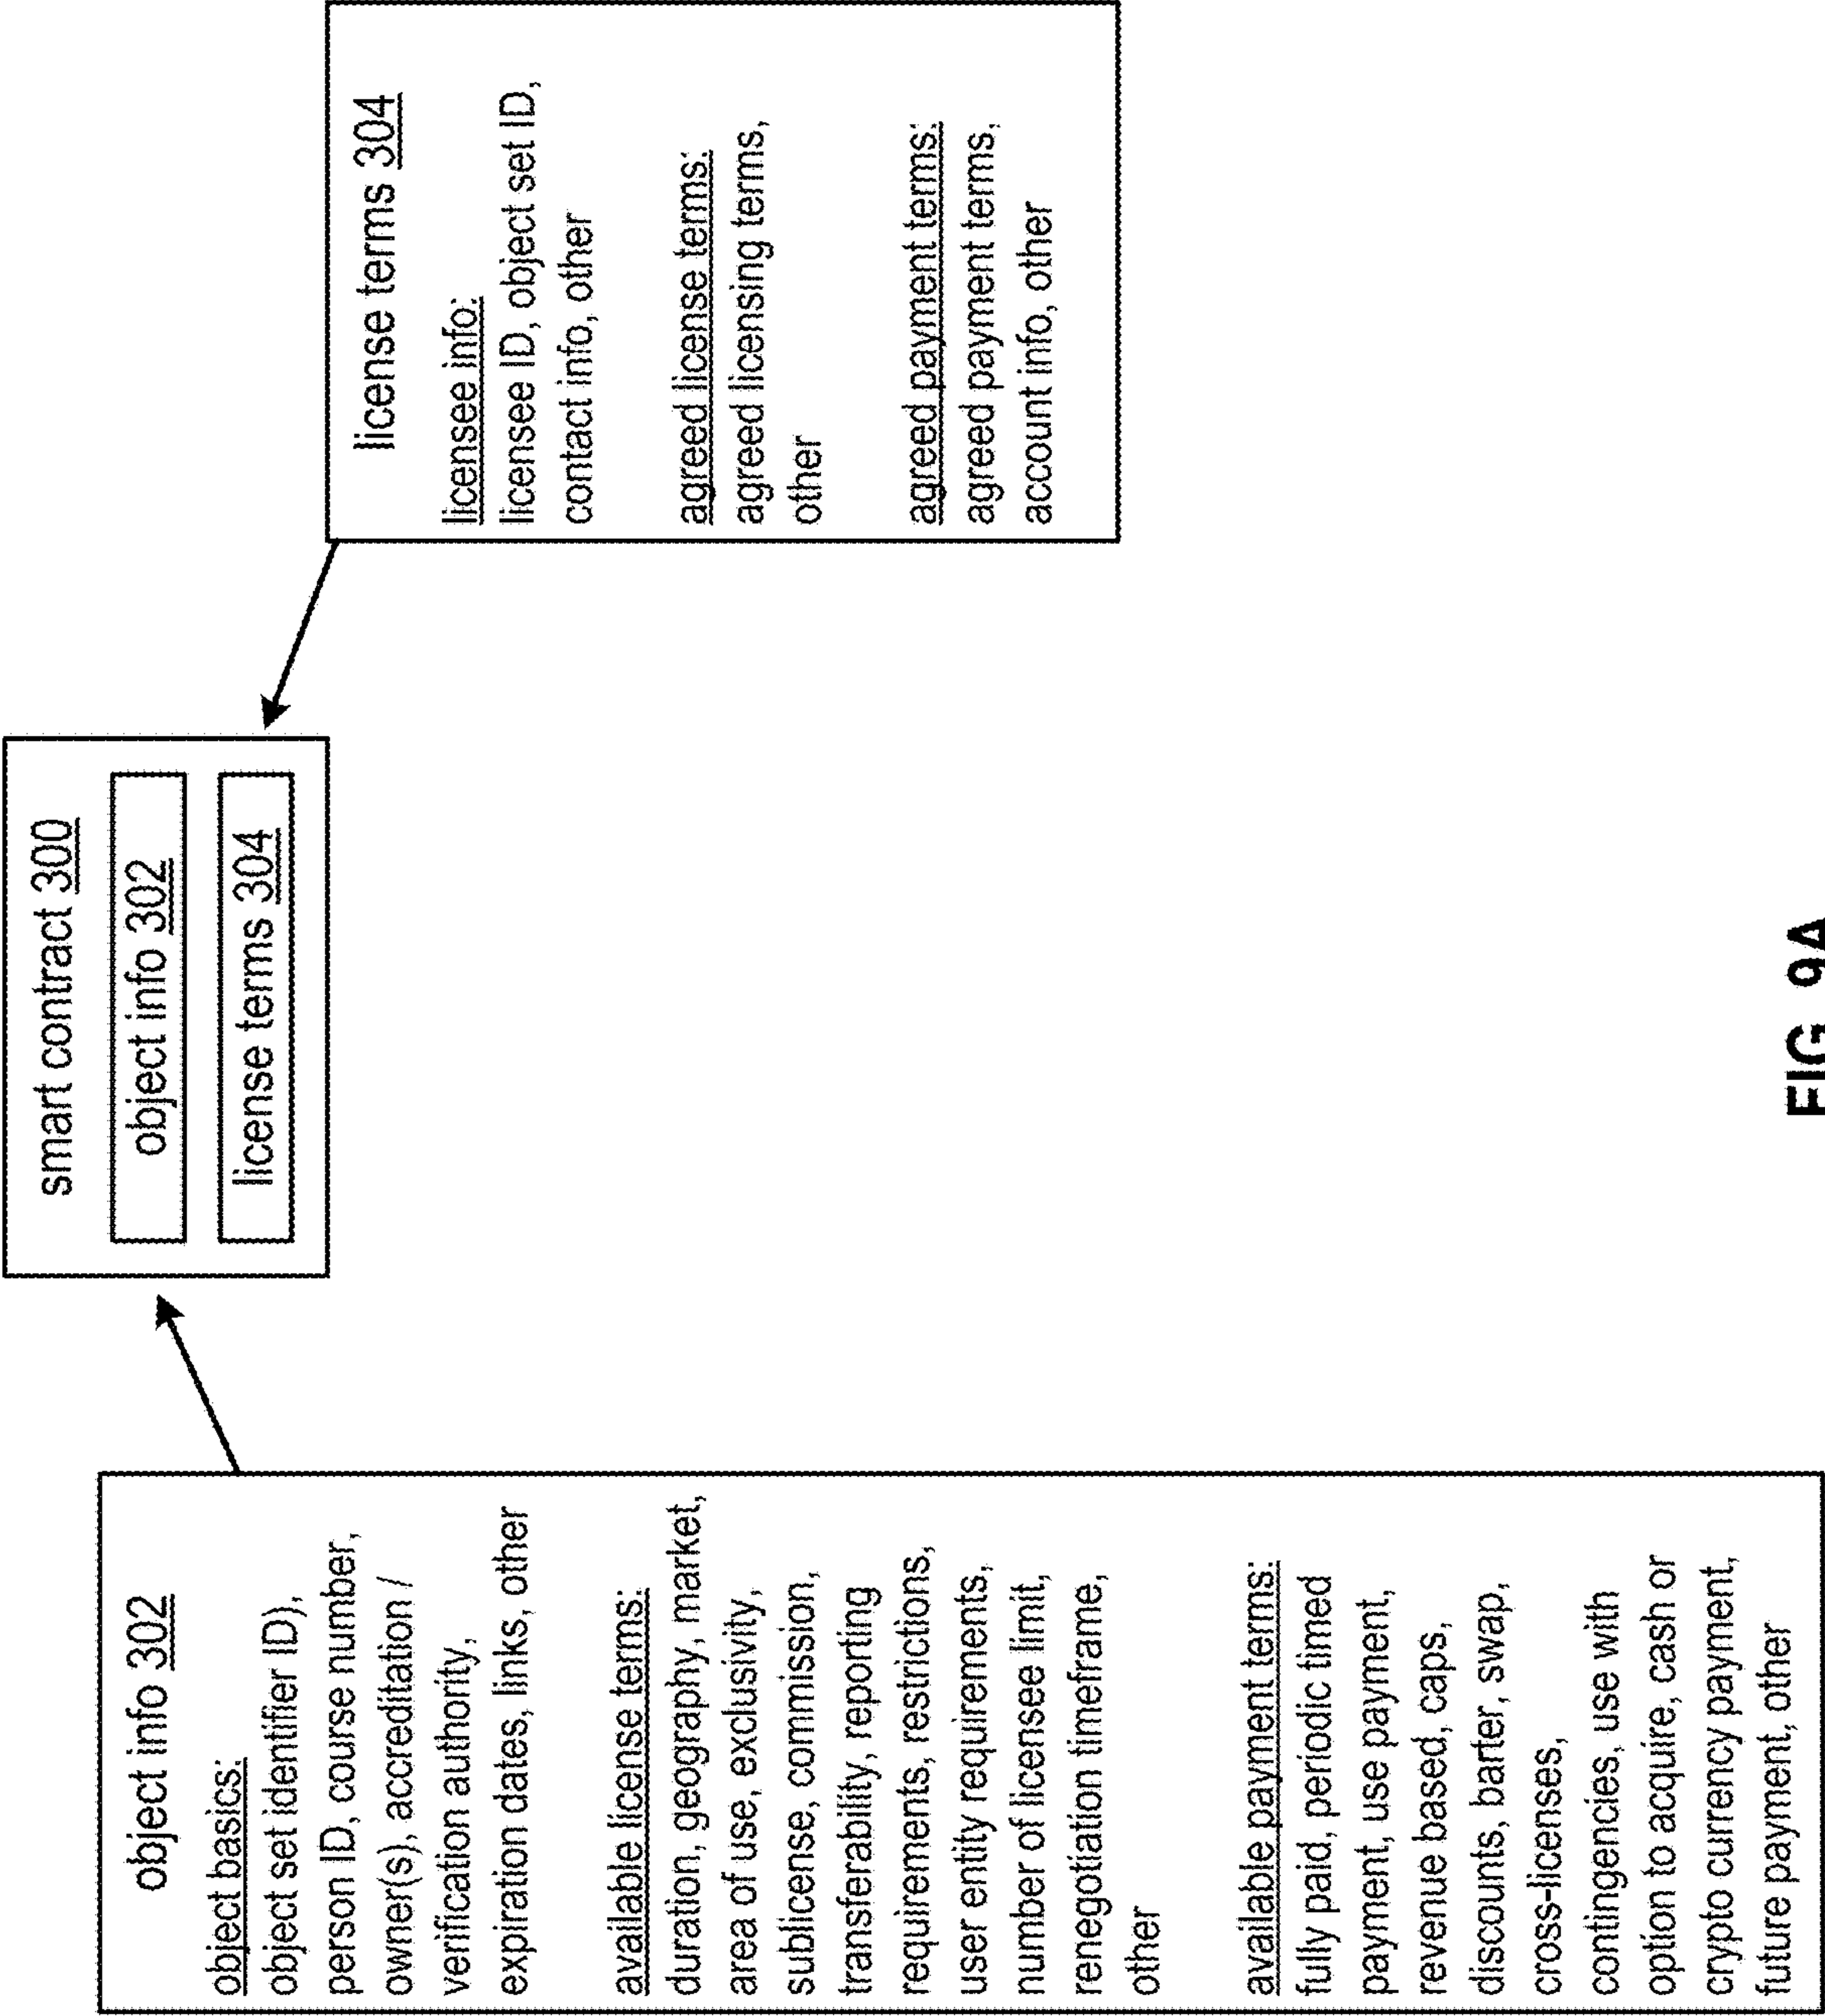 smart contract 300
object info 302
license terms 304
object info 302
object basics:
object set identifier ID),
person ID, course number,
owner(s), accreditation /
verification authority,
expiration dates, links, other
available license terms:
duration, geography, market,
area of use, exclusivity,
sublicense, commission,
transferability, reporting
requirements, restrictions,
user entity requirements,
number of licensee limit,
renegotiation timeframe,
other
available payment terms:
fully paid, periodic timed
payment, use payment,
revenue based, caps,
discounts, barter, swap,
cross-licenses,
contingencies, use with
option to acquire, cash or
crypto currency payment,
future payment, other
license terms 304
licensee info:
licensee ID, object set ID,
contact info, other
agreed license terms:
agreed licensing terms,
other
agreed payment terms:
agreed payment terms,
account info, other
FIG. 9A